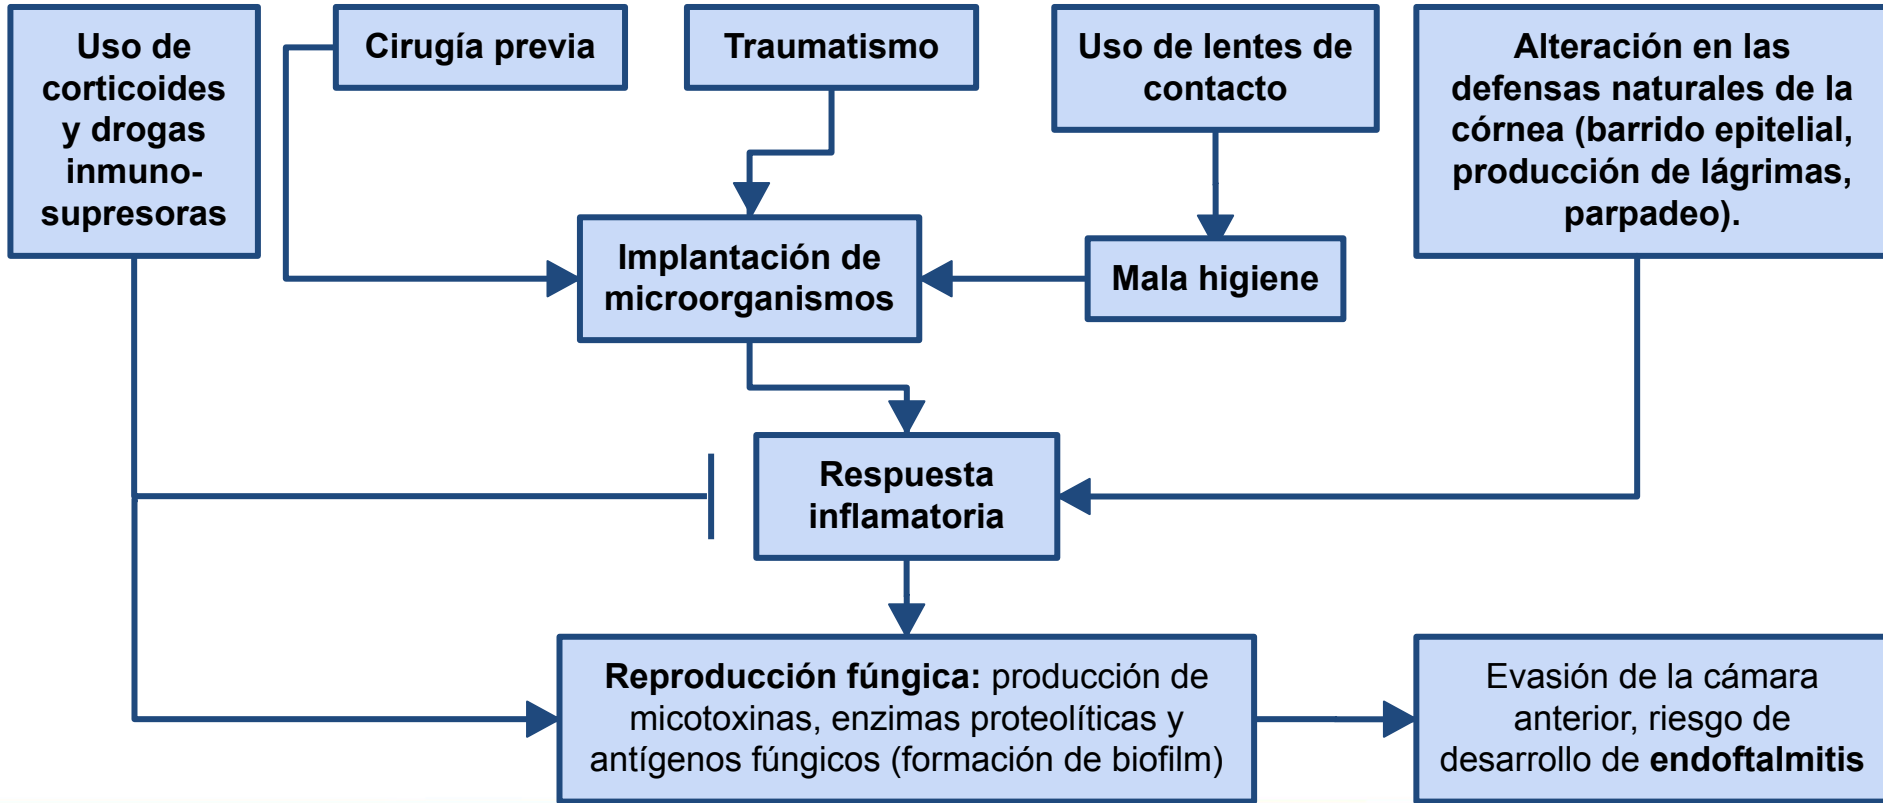 Uso de
corticoides
y drogas
inmuno-
supresoras
Cirugía previa
Traumatismo
Uso de lentes de
contacto
Alteración en las
defensas naturales de la
córnea (barrido epitelial,
producción de lágrimas,
parpadeo).
Implantación de
microorganismos
Mala higiene
Respuesta
inflamatoria
Reproducción fúngica: producción de
micotoxinas, enzimas proteolíticas y
antígenos fúngicos (formación de biofilm)
Evasión de la cámara
anterior, riesgo de
desarrollo de endoftalmitis